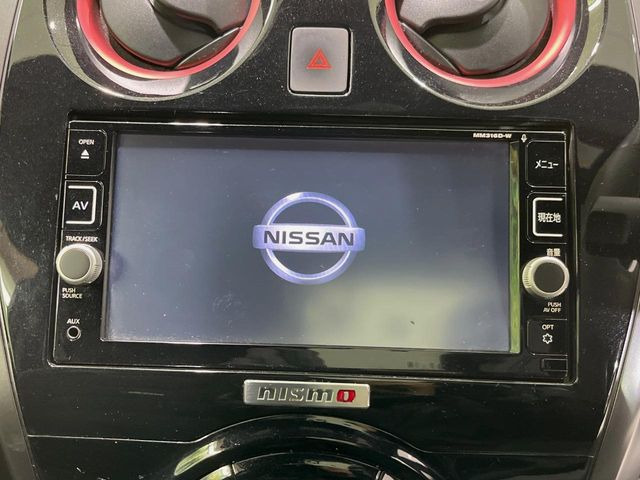 MM316D-W
OPEN
メニュー
AV
現在地
TRACK/SEEK
音量
NISSAN
PUSH
SOURCE
PUSH
AV OFF
AUX
OPT
nismo